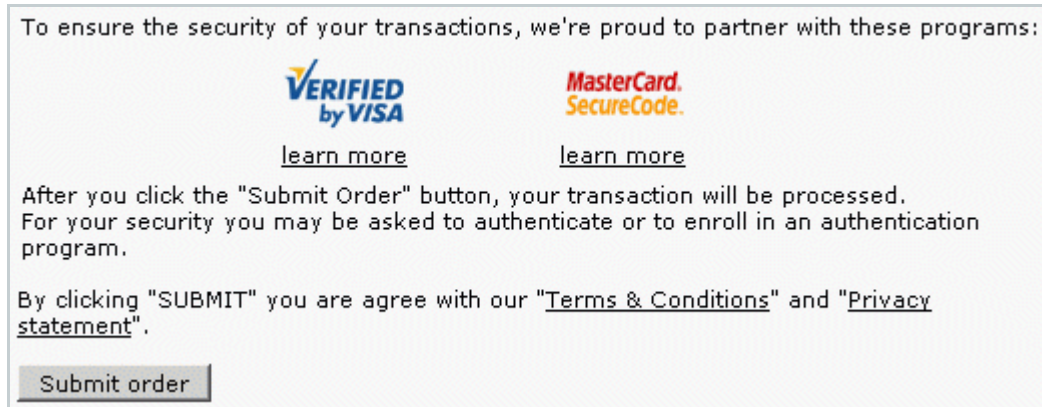 To ensure the security of your transactions, we're proud to partner with these programs:
VERIFIED by VISA
MasterCard. SecureCode.
learn more
learn more
After you click the "Submit Order" button, your transaction will be processed.
For your security you may be asked to authenticate or to enroll in an authentication
program.
By clicking "SUBMIT" you are agree with our "Terms & Conditions" and "Privacy
statement".
Submit order